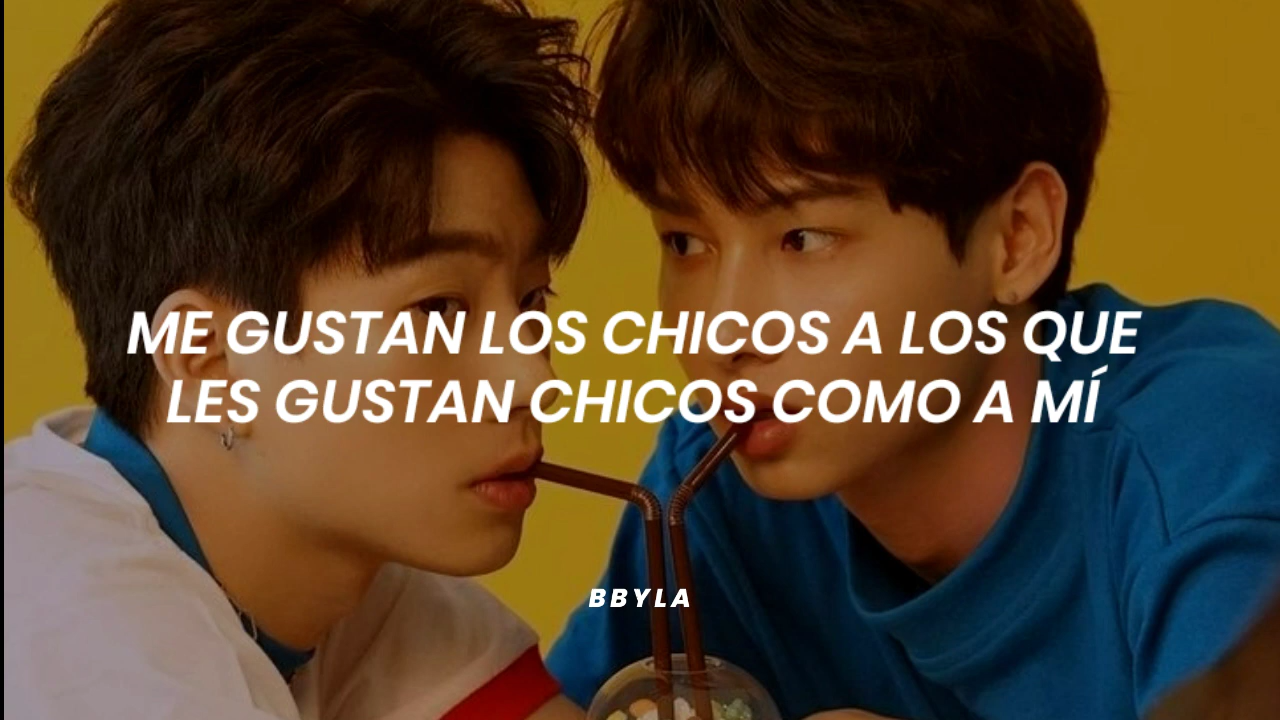 ME GUSTAN LOS CHICOS A LOS QUE
LES GUSTAN CHICOS COMO A MÍ
BBYLA